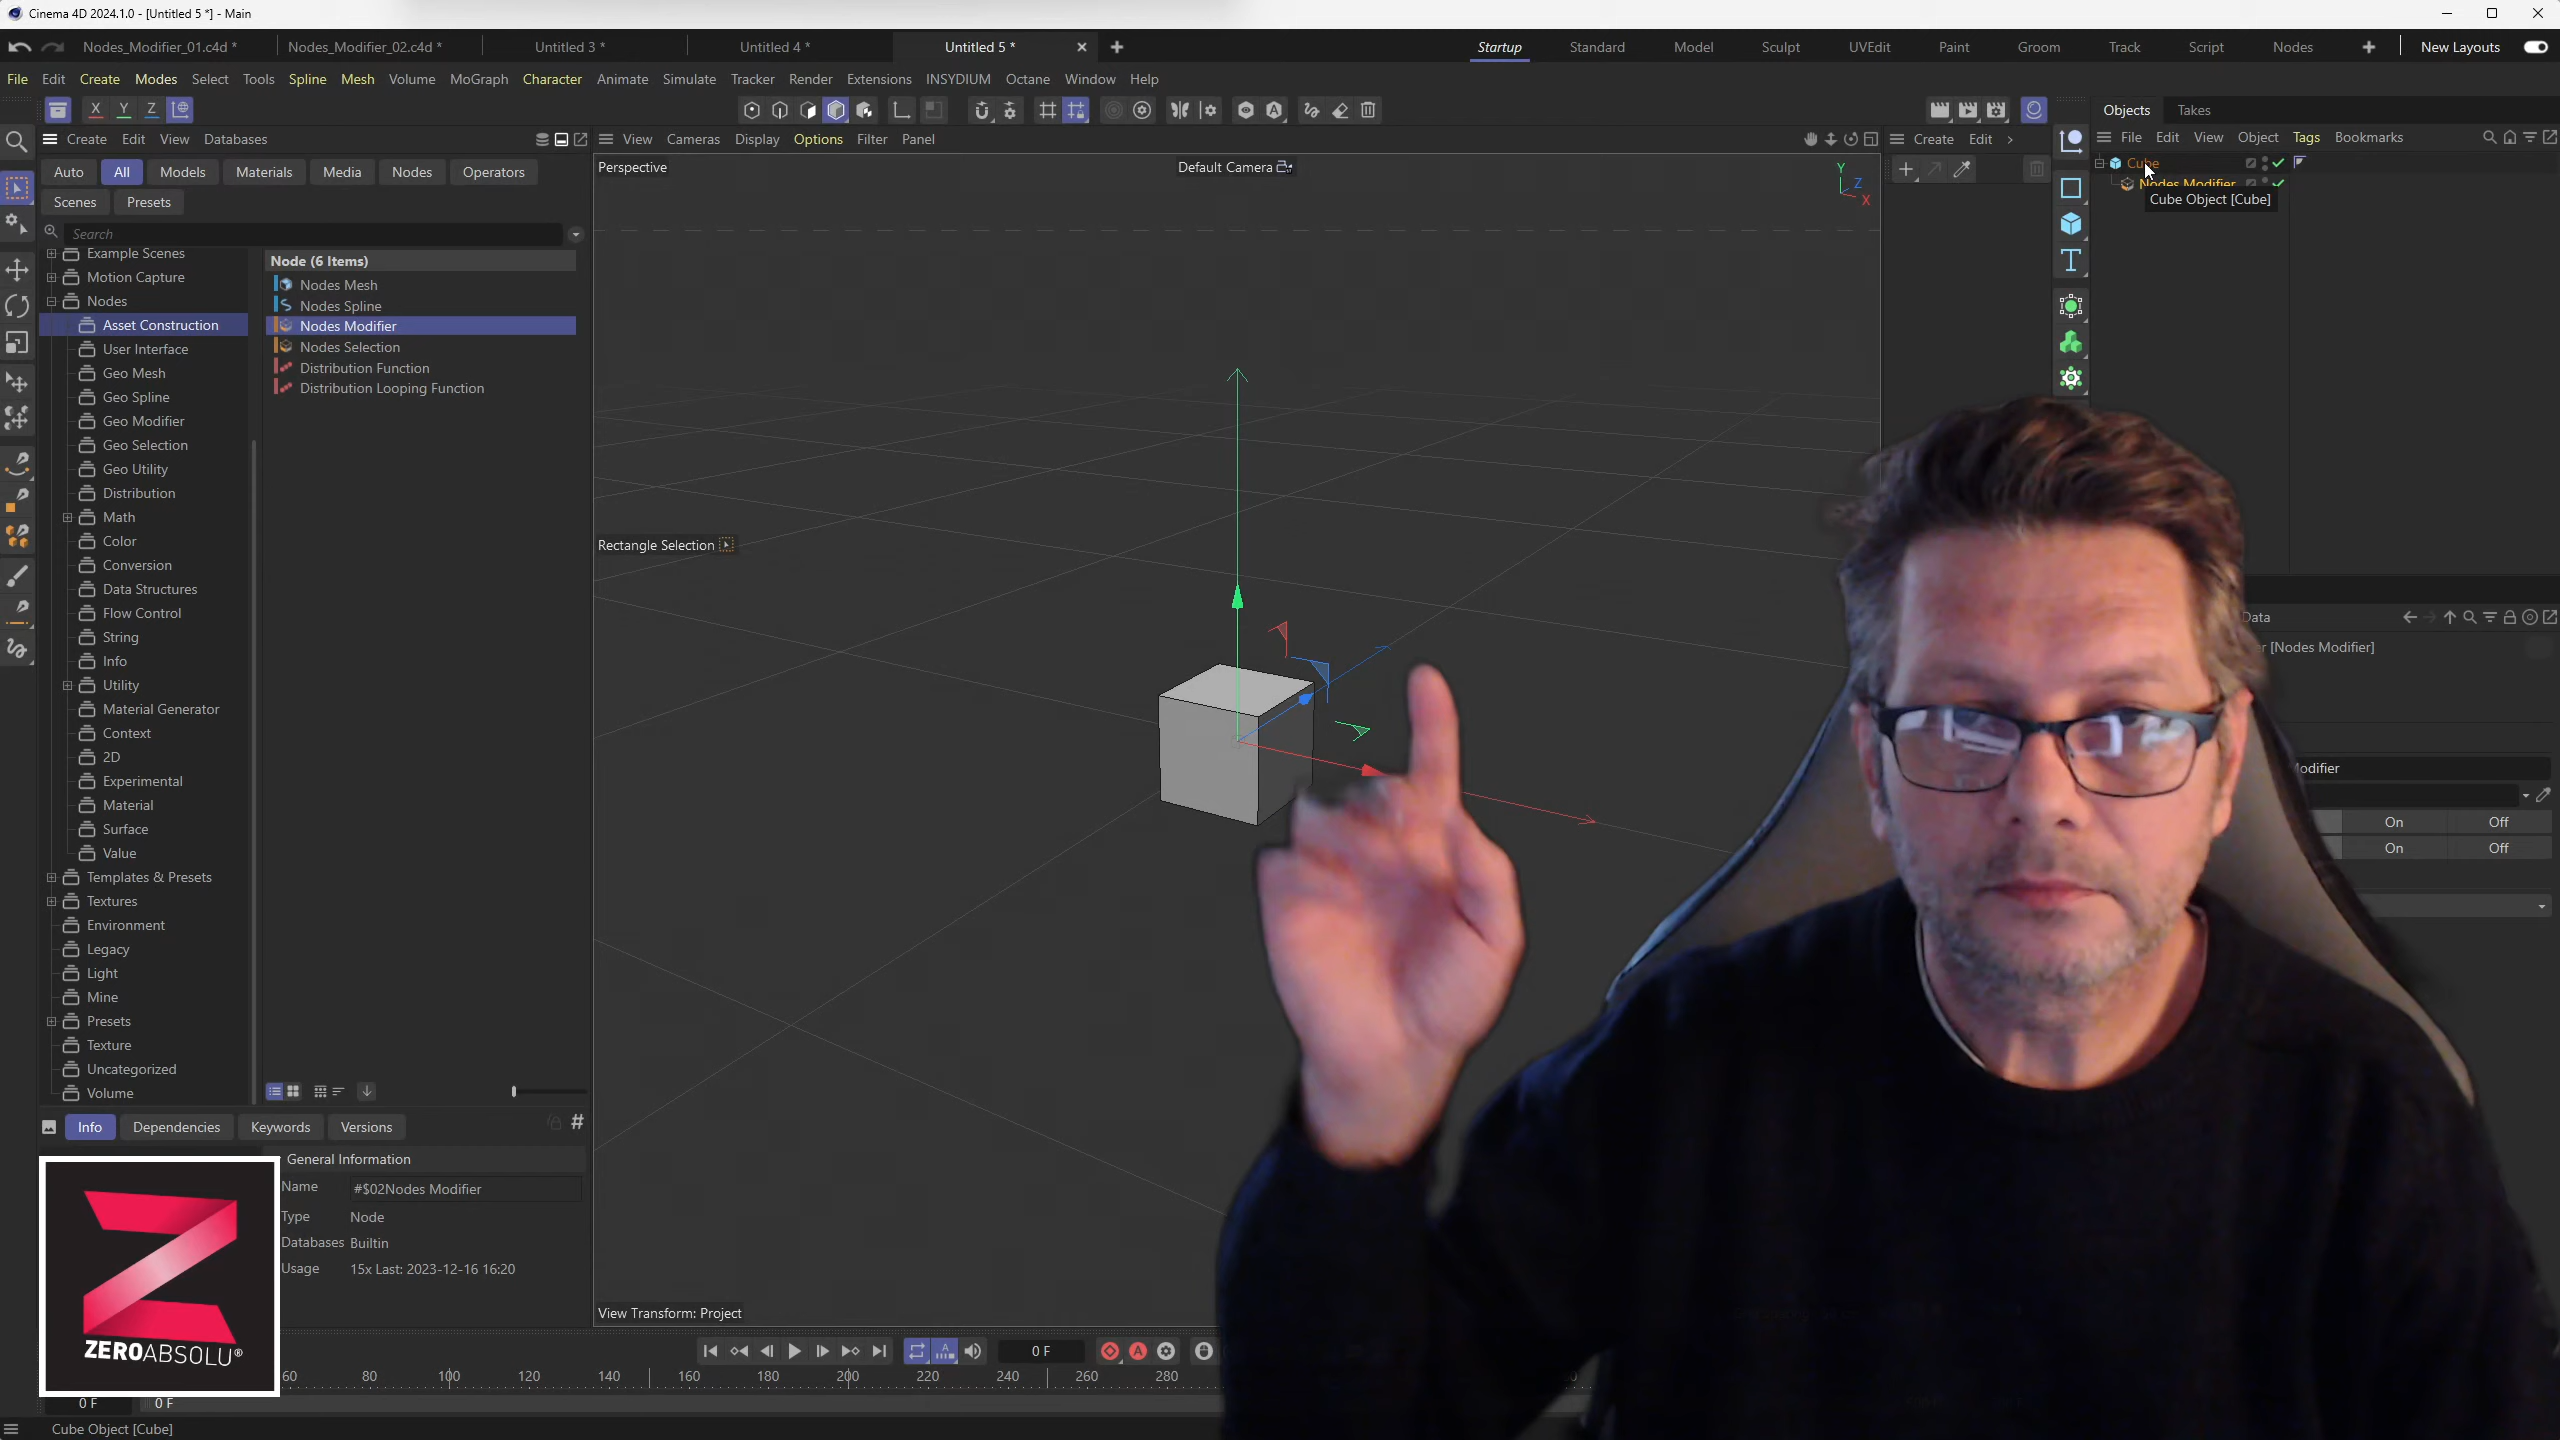 Cinema 4D 2024.1.0 - [Untitled 5 *] - Main
Nodes_Modifier_01.c4d * Nodes_Modifier_02.c4d * Untitled 3 * Untitled 4 * Untitled 5 * Startup Standard Model Sculpt UVEdit Paint Groom Track Script Nodes New Layouts
File Edit Create Modes Select Tools Spline Mesh Volume MoGraph Character Animate Simulate Tracker Render Extensions INSYDIUM Octane Window Help
X Y Z
Objects Takes
Create Edit View Databases
View Cameras Display Options Filter Panel
Create Edit
File Edit View Object Tags Bookmarks
Auto All Models Materials Media Nodes Operators
Scenes Presets
Search
Perspective
Default Camera
Y
Z
X
Cube
Nodes Modifier
Cube Object [Cube]
Example Scenes
Motion Capture
Nodes
Asset Construction
User Interface
Geo Mesh
Geo Spline
Geo Modifier
Geo Selection
Geo Utility
Distribution
Math
Color
Conversion
Data Structures
Flow Control
String
Info
Utility
Material Generator
Context
2D
Experimental
Material
Surface
Value
Templates & Presets
Textures
Environment
Legacy
Light
Mine
Presets
Texture
Uncategorized
Volume
Node (6 Items)
Nodes Mesh
Nodes Spline
Nodes Modifier
Nodes Selection
Distribution Function
Distribution Looping Function
Rectangle Selection
Data
[Nodes Modifier]
Modifier
On Off
On Off
Info Dependencies Keywords Versions
General Information
Name #$02Nodes Modifier
Type Node
Databases Builtin
Usage 15x Last: 2023-12-16 16:20
View Transform: Project
ZEROABSOLU®
0 F
60 80 100 120 140 160 180 200 220 240 260 280
0 F 0 F
Cube Object [Cube]